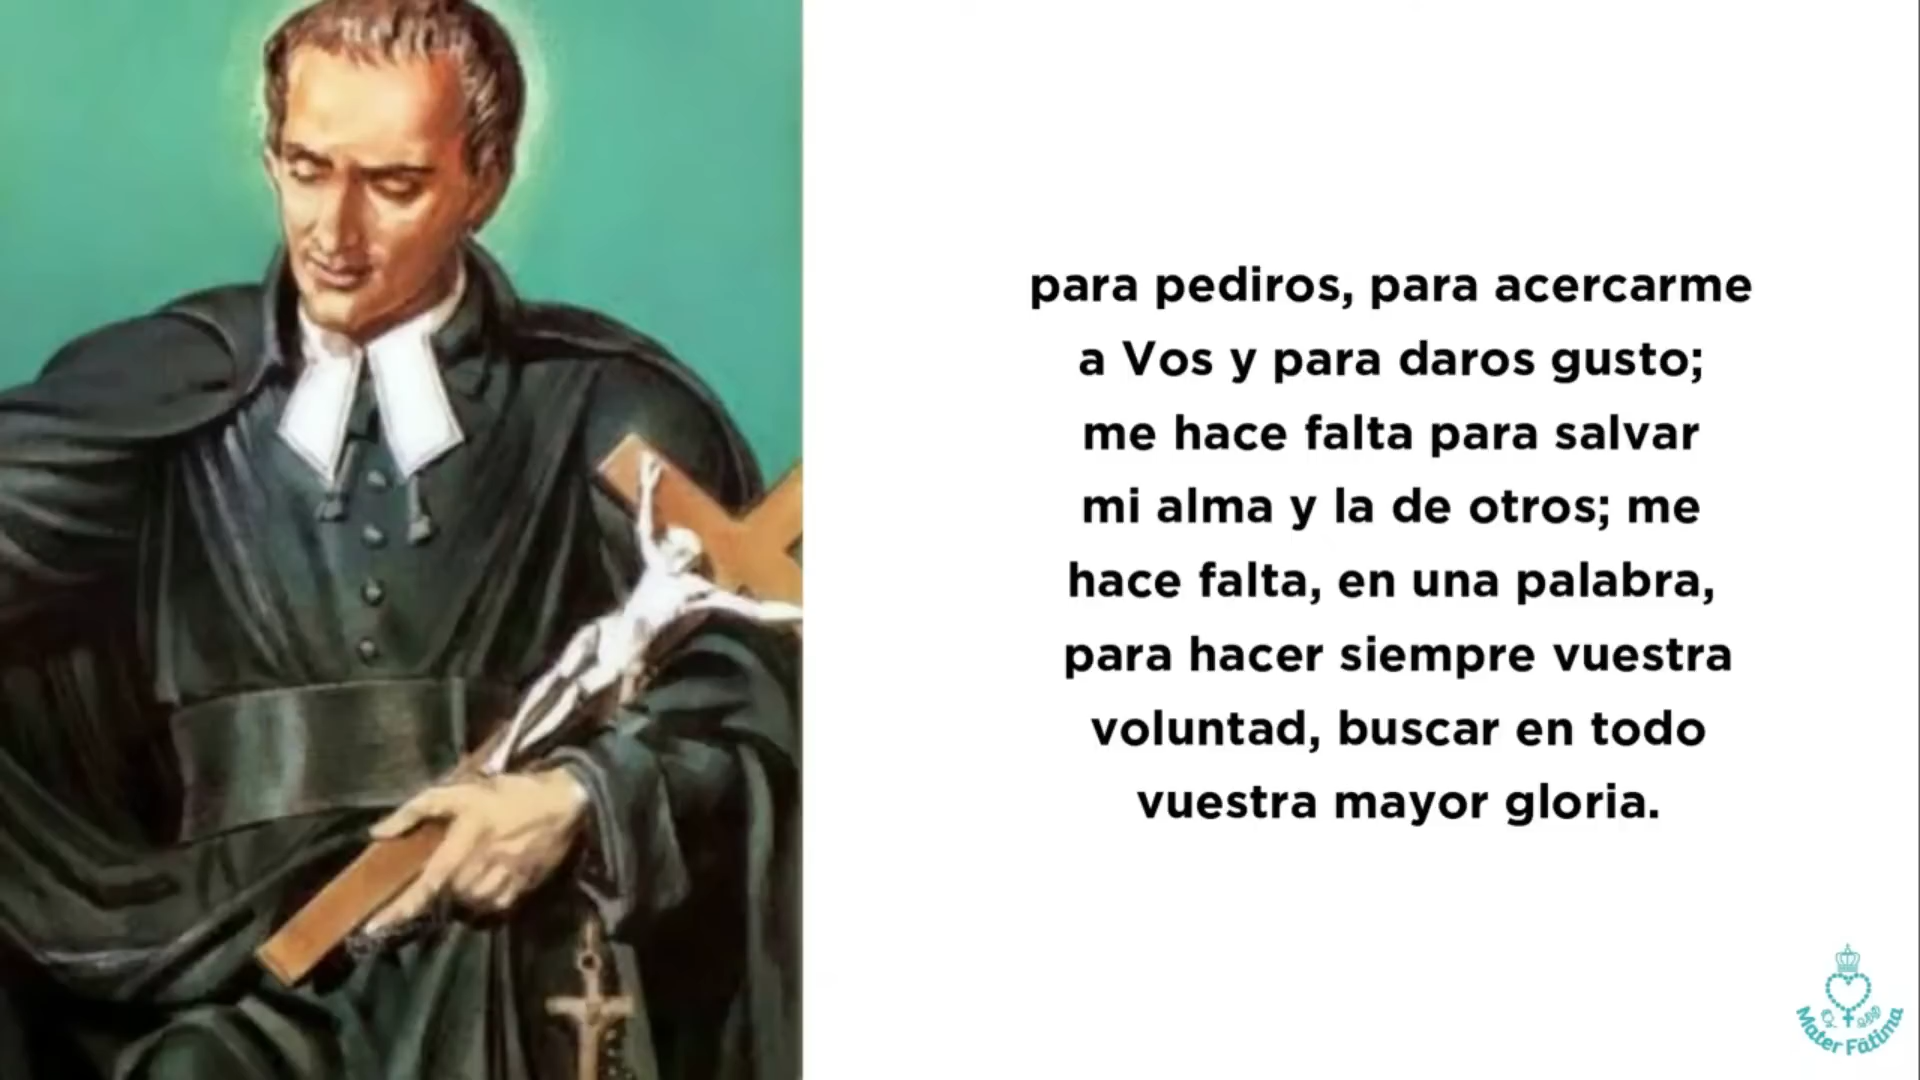 para pediros, para acercarme
a Vos y para daros gusto;
me hace falta para salvar
mi alma y la de otros; me
hace falta, en una palabra,
para hacer siempre vuestra
voluntad, buscar en todo
vuestra mayor gloria.
Mater Fátima